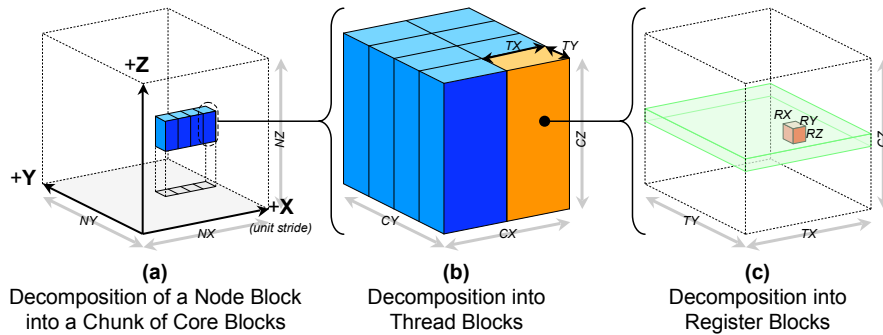 +Z
+Y
+X
(unit stride)
NY
NX
NZ
TX
TY
CZ
CY
CX
RX
RY
RZ
CZ
TY
TX
(a)
Decomposition of a Node Block
into a Chunk of Core Blocks
(b)
Decomposition into
Thread Blocks
(c)
Decomposition into
Register Blocks